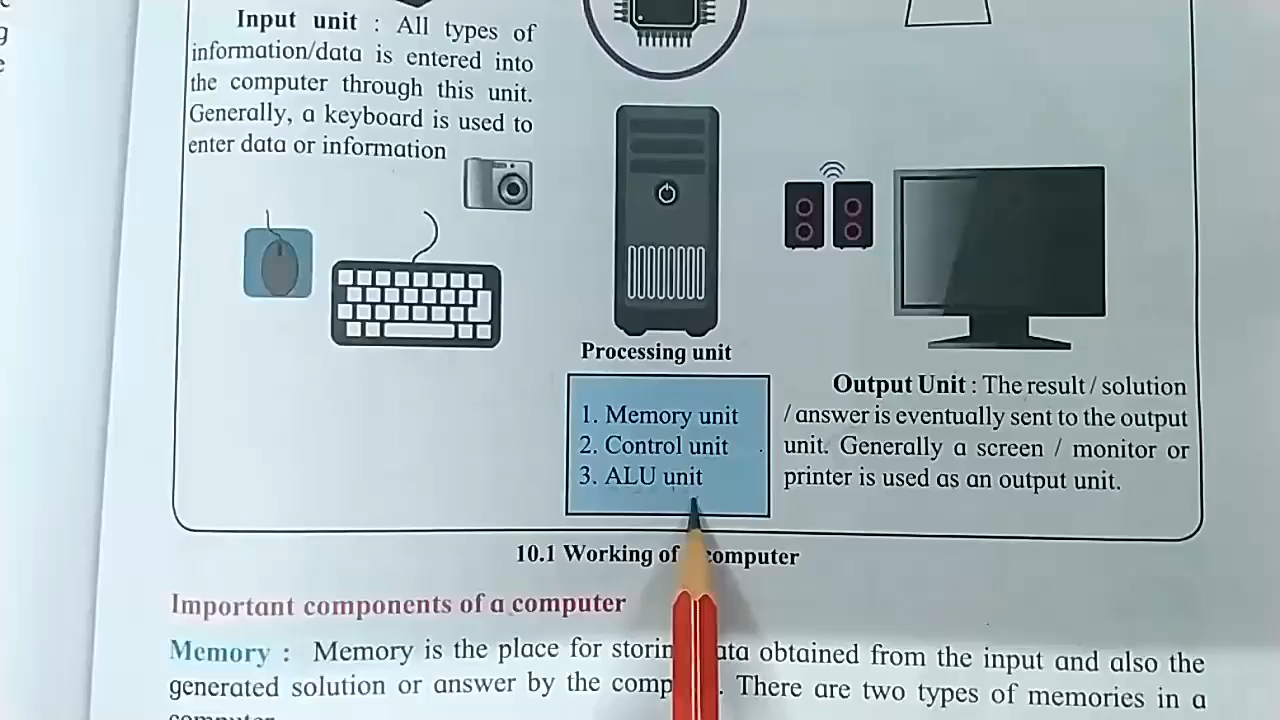 Input unit : All types of
information/data is entered into
the computer through this unit.
Generally, a keyboard is used to
enter data or information
Processing unit
1. Memory unit
2. Control unit
3. ALU unit
Output Unit : The result / solution
/ answer is eventually sent to the output
unit. Generally a screen / monitor or
printer is used as an output unit.
10.1 Working of computer
Important components of a computer
Memory : Memory is the place for storing data obtained from the input and also the
generated solution or answer by the . There are two types of memories in a
computer